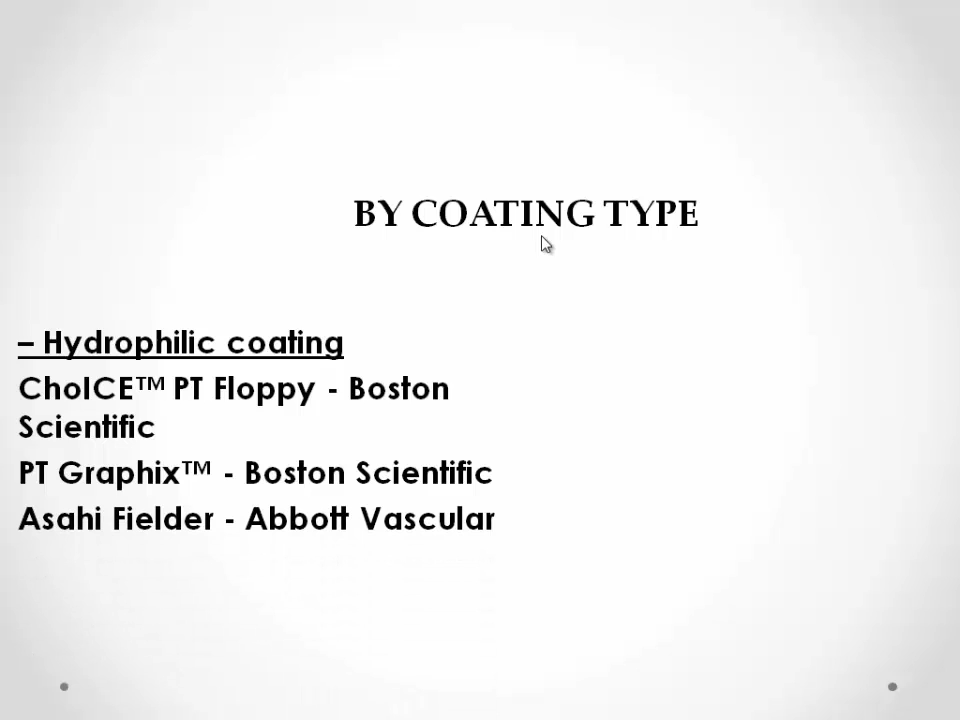 BY COATING TYPE
– Hydrophilic coating
ChoICE™ PT Floppy - Boston
Scientific
PT Graphix™ - Boston Scientific
Asahi Fielder - Abbott Vascular